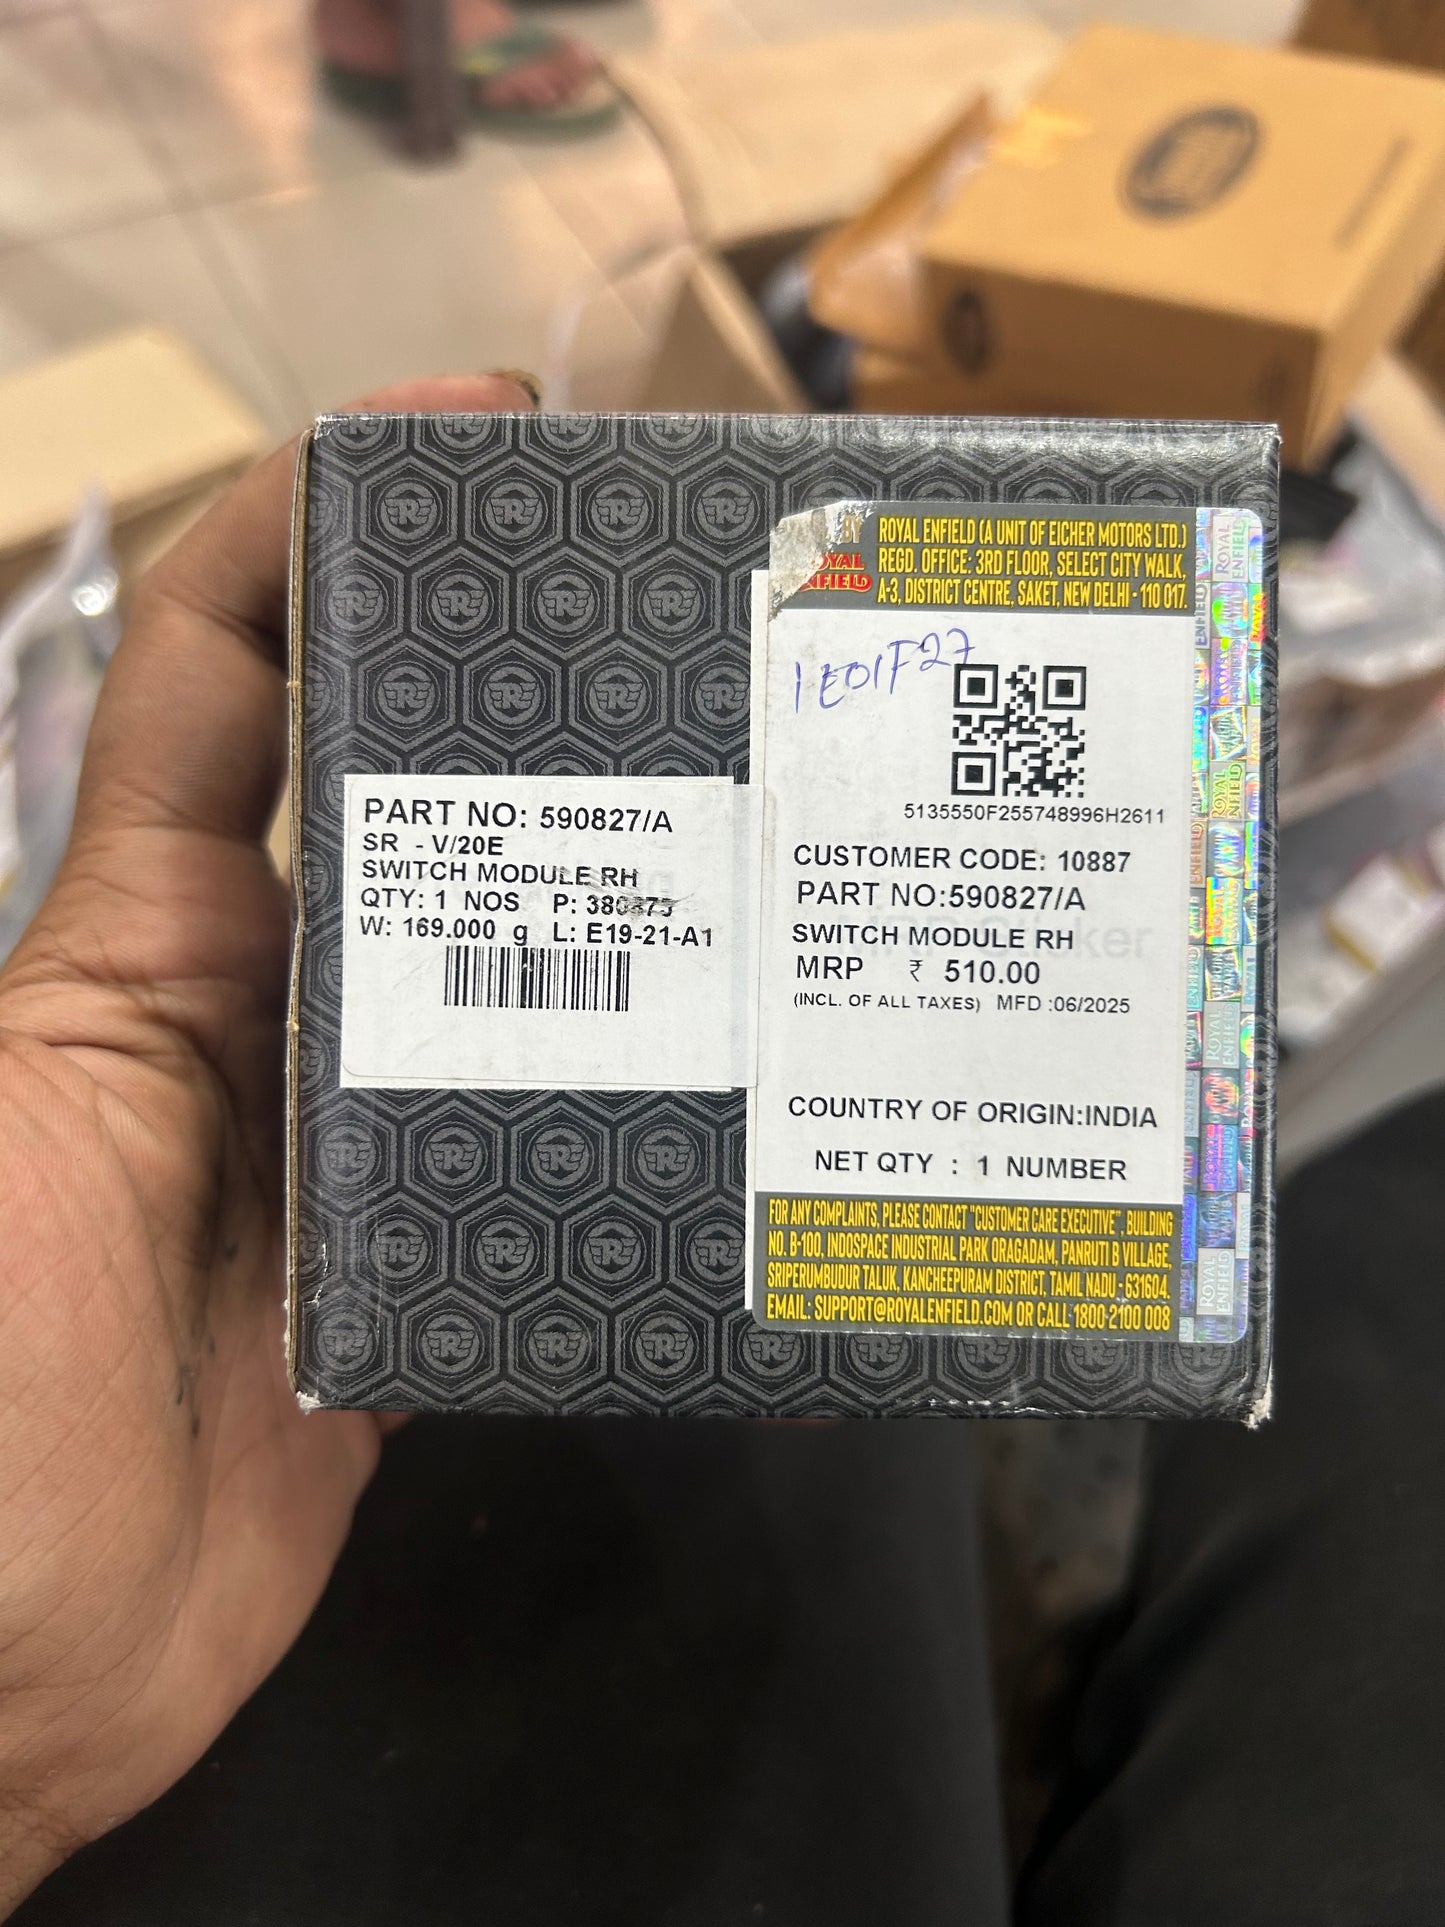 PART NO: 590827/A
SR - V/20E
SWITCH MODULE RH
QTY: 1 NOS P:
W: 169.000 g L: E19-21-A1
BY
ROYAL
ENFIELD
ROYAL ENFIELD (A UNIT OF EICHER MOTORS LTD.)
REGD. OFFICE: 3RD FLOOR, SELECT CITY WALK,
A-3, DISTRICT CENTRE, SAKET, NEW DELHI - 110 017.
1E01F27
5135550F255748996H2611
CUSTOMER CODE: 10887
PART NO:590827/A
SWITCH MODULE RH
MRP ₹ 510.00
(INCL. OF ALL TAXES) MFD :06/2025
COUNTRY OF ORIGIN:INDIA
NET QTY : 1 NUMBER
FOR ANY COMPLAINTS, PLEASE CONTACT "CUSTOMER CARE EXECUTIVE", BUILDING
NO. B-100, INDOSPACE INDUSTRIAL PARK ORAGADAM, PANRUTI B VILLAGE,
SRIPERUMBUDUR TALUK, KANCHEEPURAM DISTRICT, TAMIL NADU - 631604.
EMAIL: SUPPORT@ROYALENFIELD.COM OR CALL 1800-2100 008
ROYAL
ENFIELD